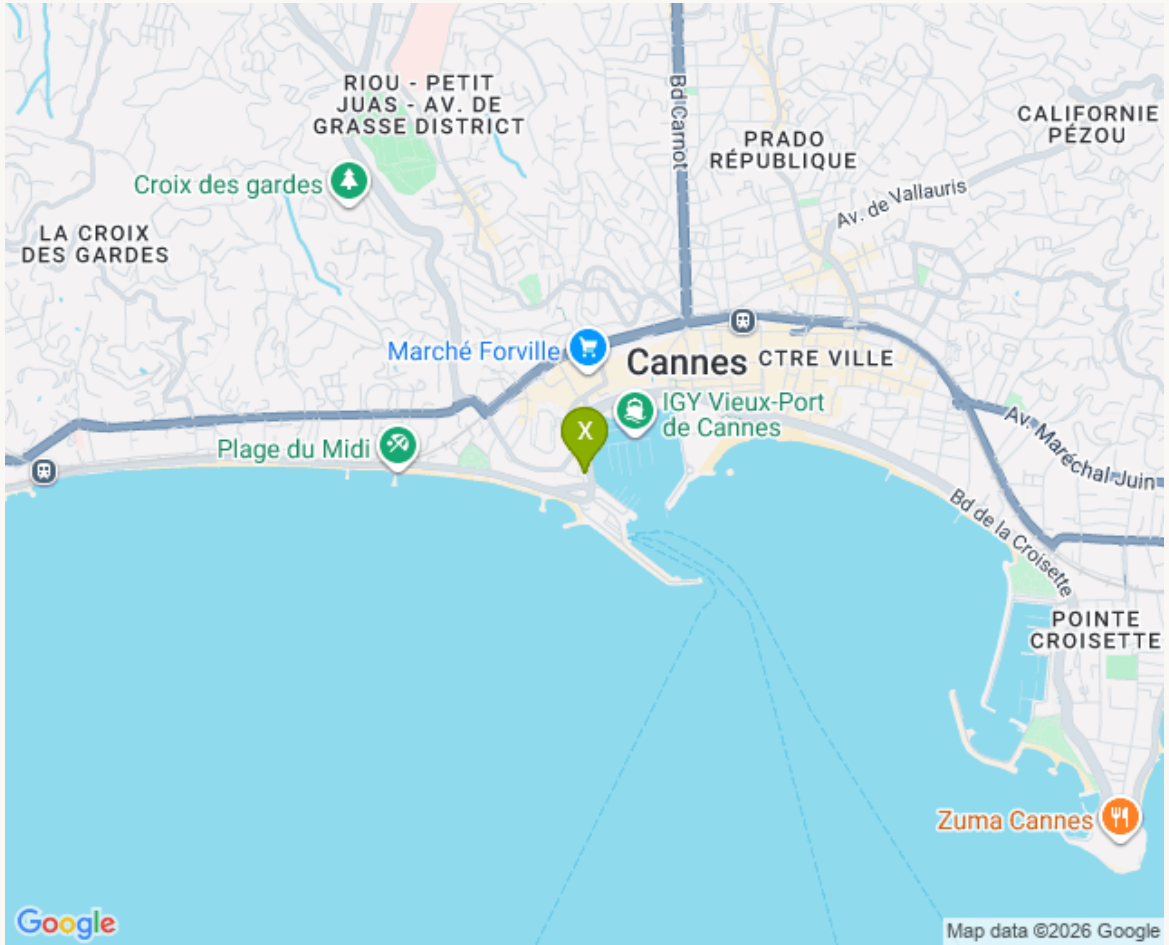 RIOU - PETIT
JUAS - AV. DE
GRASSE DISTRICT
Bd Carnot
CALIFORNIE
PÉZOU
PRADO
RÉPUBLIQUE
Croix des gardes
Av. de Vallauris
LA CROIX
DES GARDES
Marché Forville
Cannes
CTRE VILLE
IGY Vieux-Port
de Cannes
X
Plage du Midi
Av. Maréchal Juin
Bd de la Croisette
POINTE
CROISETTE
Zuma Cannes
Google
Map data ©2026 Google